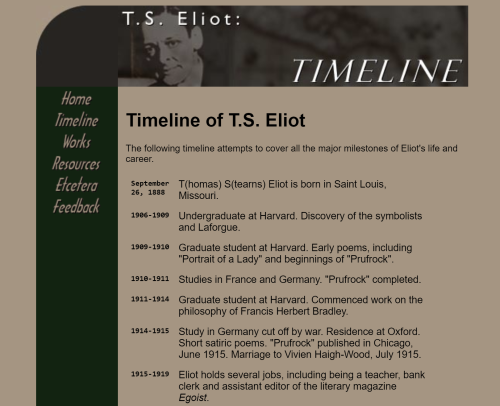 T.S. Eliot:
TIMELINE
Home
Timeline
Works
Resources
Etcetera
Feedback
Timeline of T.S. Eliot
The following timeline attempts to cover all the major milestones of Eliot's life and
career.
September
26, 1888
T(homas) S(tearns) Eliot is born in Saint Louis,
Missouri.
1906-1909
Undergraduate at Harvard. Discovery of the symbolists
and Laforgue.
1909-1910
Graduate student at Harvard. Early poems, including
"Portrait of a Lady" and beginnings of "Prufrock".
1910-1911
Studies in France and Germany. "Prufrock" completed.
1911-1914
Graduate student at Harvard. Commenced work on the
philosophy of Francis Herbert Bradley.
1914-1915
Study in Germany cut off by war. Residence at Oxford.
Short satiric poems. "Prufrock" published in Chicago,
June 1915. Marriage to Vivien Haigh-Wood, July 1915.
1915-1919
Eliot holds several jobs, including being a teacher, bank
clerk and assistant editor of the literary magazine
Egoist.